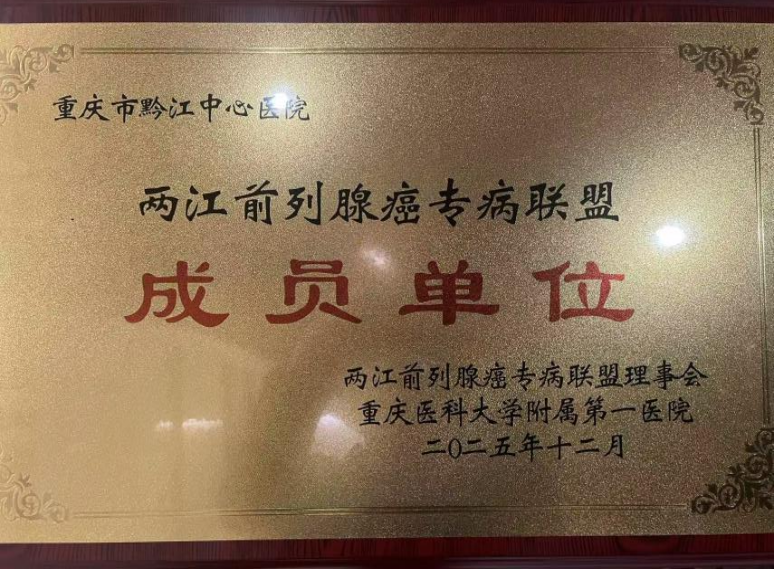 重庆市黔江中心医院
两江前列腺癌专病联盟
成员单位
两江前列腺癌专病联盟理事会
重庆医科大学附属第一医院
二〇二五年十二月